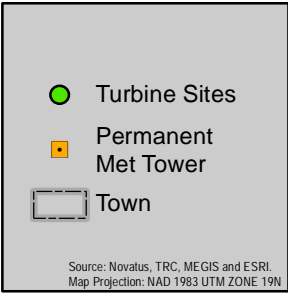 Turbine Sites
Permanent
Met Tower
Town
Source: Novatus, TRC, MEGIS and ESRI.
Map Projection: NAD 1983 UTM ZONE 19N